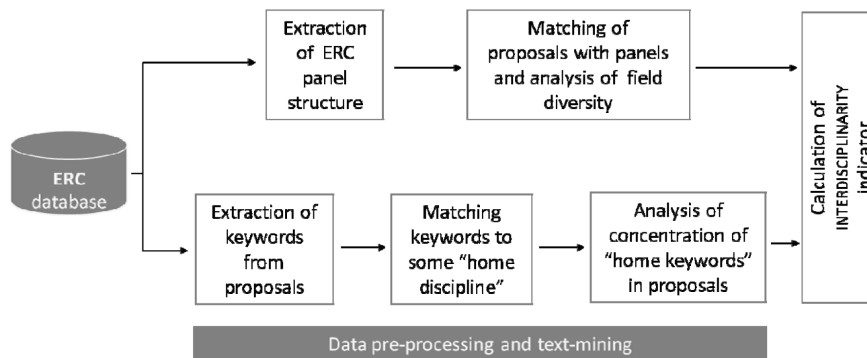 Extraction
of ERC
panel
structure
Matching of
proposals with panels
and analysis of field
diversity
ERC
database
Extraction of
keywords
from
proposals
Matching
keywords to
some “home
discipline”
Analysis of
concentration of
“home keywords”
in proposals
Calculation of
INTERDISCIPLINARITY
indicator
Data pre-processing and text-mining